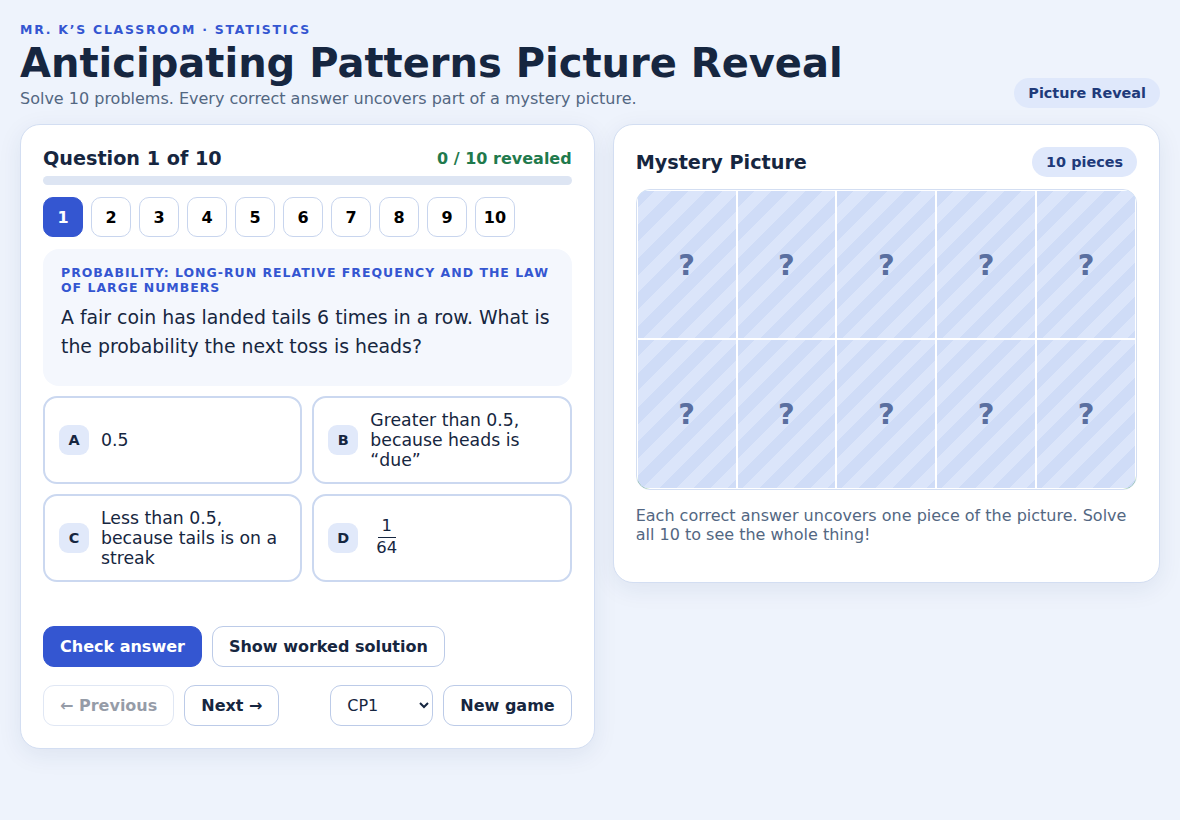 MR. K'S CLASSROOM · STATISTICS
Anticipating Patterns Picture Reveal
Solve 10 problems. Every correct answer uncovers part of a mystery picture.
Picture Reveal
Question 1 of 10
0 / 10 revealed
1 2 3 4 5 6 7 8 9 10
PROBABILITY: LONG-RUN RELATIVE FREQUENCY AND THE LAW
OF LARGE NUMBERS
A fair coin has landed tails 6 times in a row. What is
the probability the next toss is heads?
A 0.5
B Greater than 0.5,
because heads is
“due”
C Less than 0.5,
because tails is on a
streak
D 1
64
Check answer
Show worked solution
← Previous
Next →
CP1
New game
Mystery Picture
10 pieces
? ? ? ? ?
? ? ? ? ?
Each correct answer uncovers one piece of the picture. Solve
all 10 to see the whole thing!